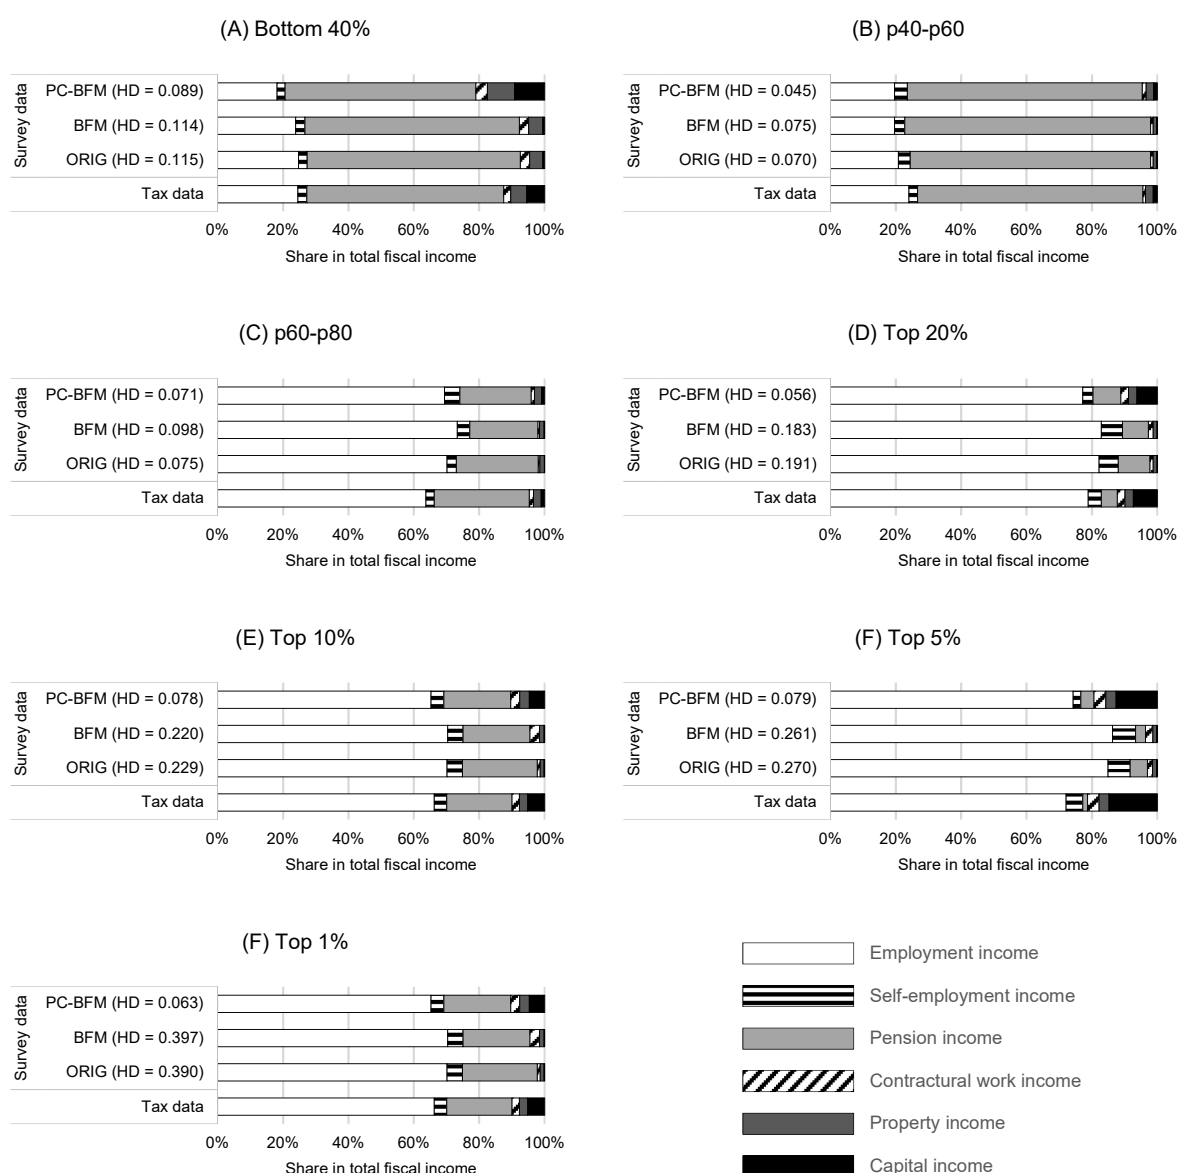 (A) Bottom 40%
Survey data
PC-BFM (HD = 0.089)
BFM (HD = 0.114)
ORIG (HD = 0.115)
Tax data
0% 20% 40% 60% 80% 100%
Share in total fiscal income
(B) p40-p60
Survey data
PC-BFM (HD = 0.045)
BFM (HD = 0.075)
ORIG (HD = 0.070)
Tax data
0% 20% 40% 60% 80% 100%
Share in total fiscal income
(C) p60-p80
Survey data
PC-BFM (HD = 0.071)
BFM (HD = 0.098)
ORIG (HD = 0.075)
Tax data
0% 20% 40% 60% 80% 100%
Share in total fiscal income
(D) Top 20%
Survey data
PC-BFM (HD = 0.056)
BFM (HD = 0.183)
ORIG (HD = 0.191)
Tax data
0% 20% 40% 60% 80% 100%
Share in total fiscal income
(E) Top 10%
Survey data
PC-BFM (HD = 0.078)
BFM (HD = 0.220)
ORIG (HD = 0.229)
Tax data
0% 20% 40% 60% 80% 100%
Share in total fiscal income
(F) Top 5%
Survey data
PC-BFM (HD = 0.079)
BFM (HD = 0.261)
ORIG (HD = 0.270)
Tax data
0% 20% 40% 60% 80% 100%
Share in total fiscal income
(F) Top 1%
Survey data
PC-BFM (HD = 0.063)
BFM (HD = 0.397)
ORIG (HD = 0.390)
Tax data
0% 20% 40% 60% 80% 100%
Share in total fiscal income
Employment income
Self-employment income
Pension income
Contractural work income
Property income
Capital income